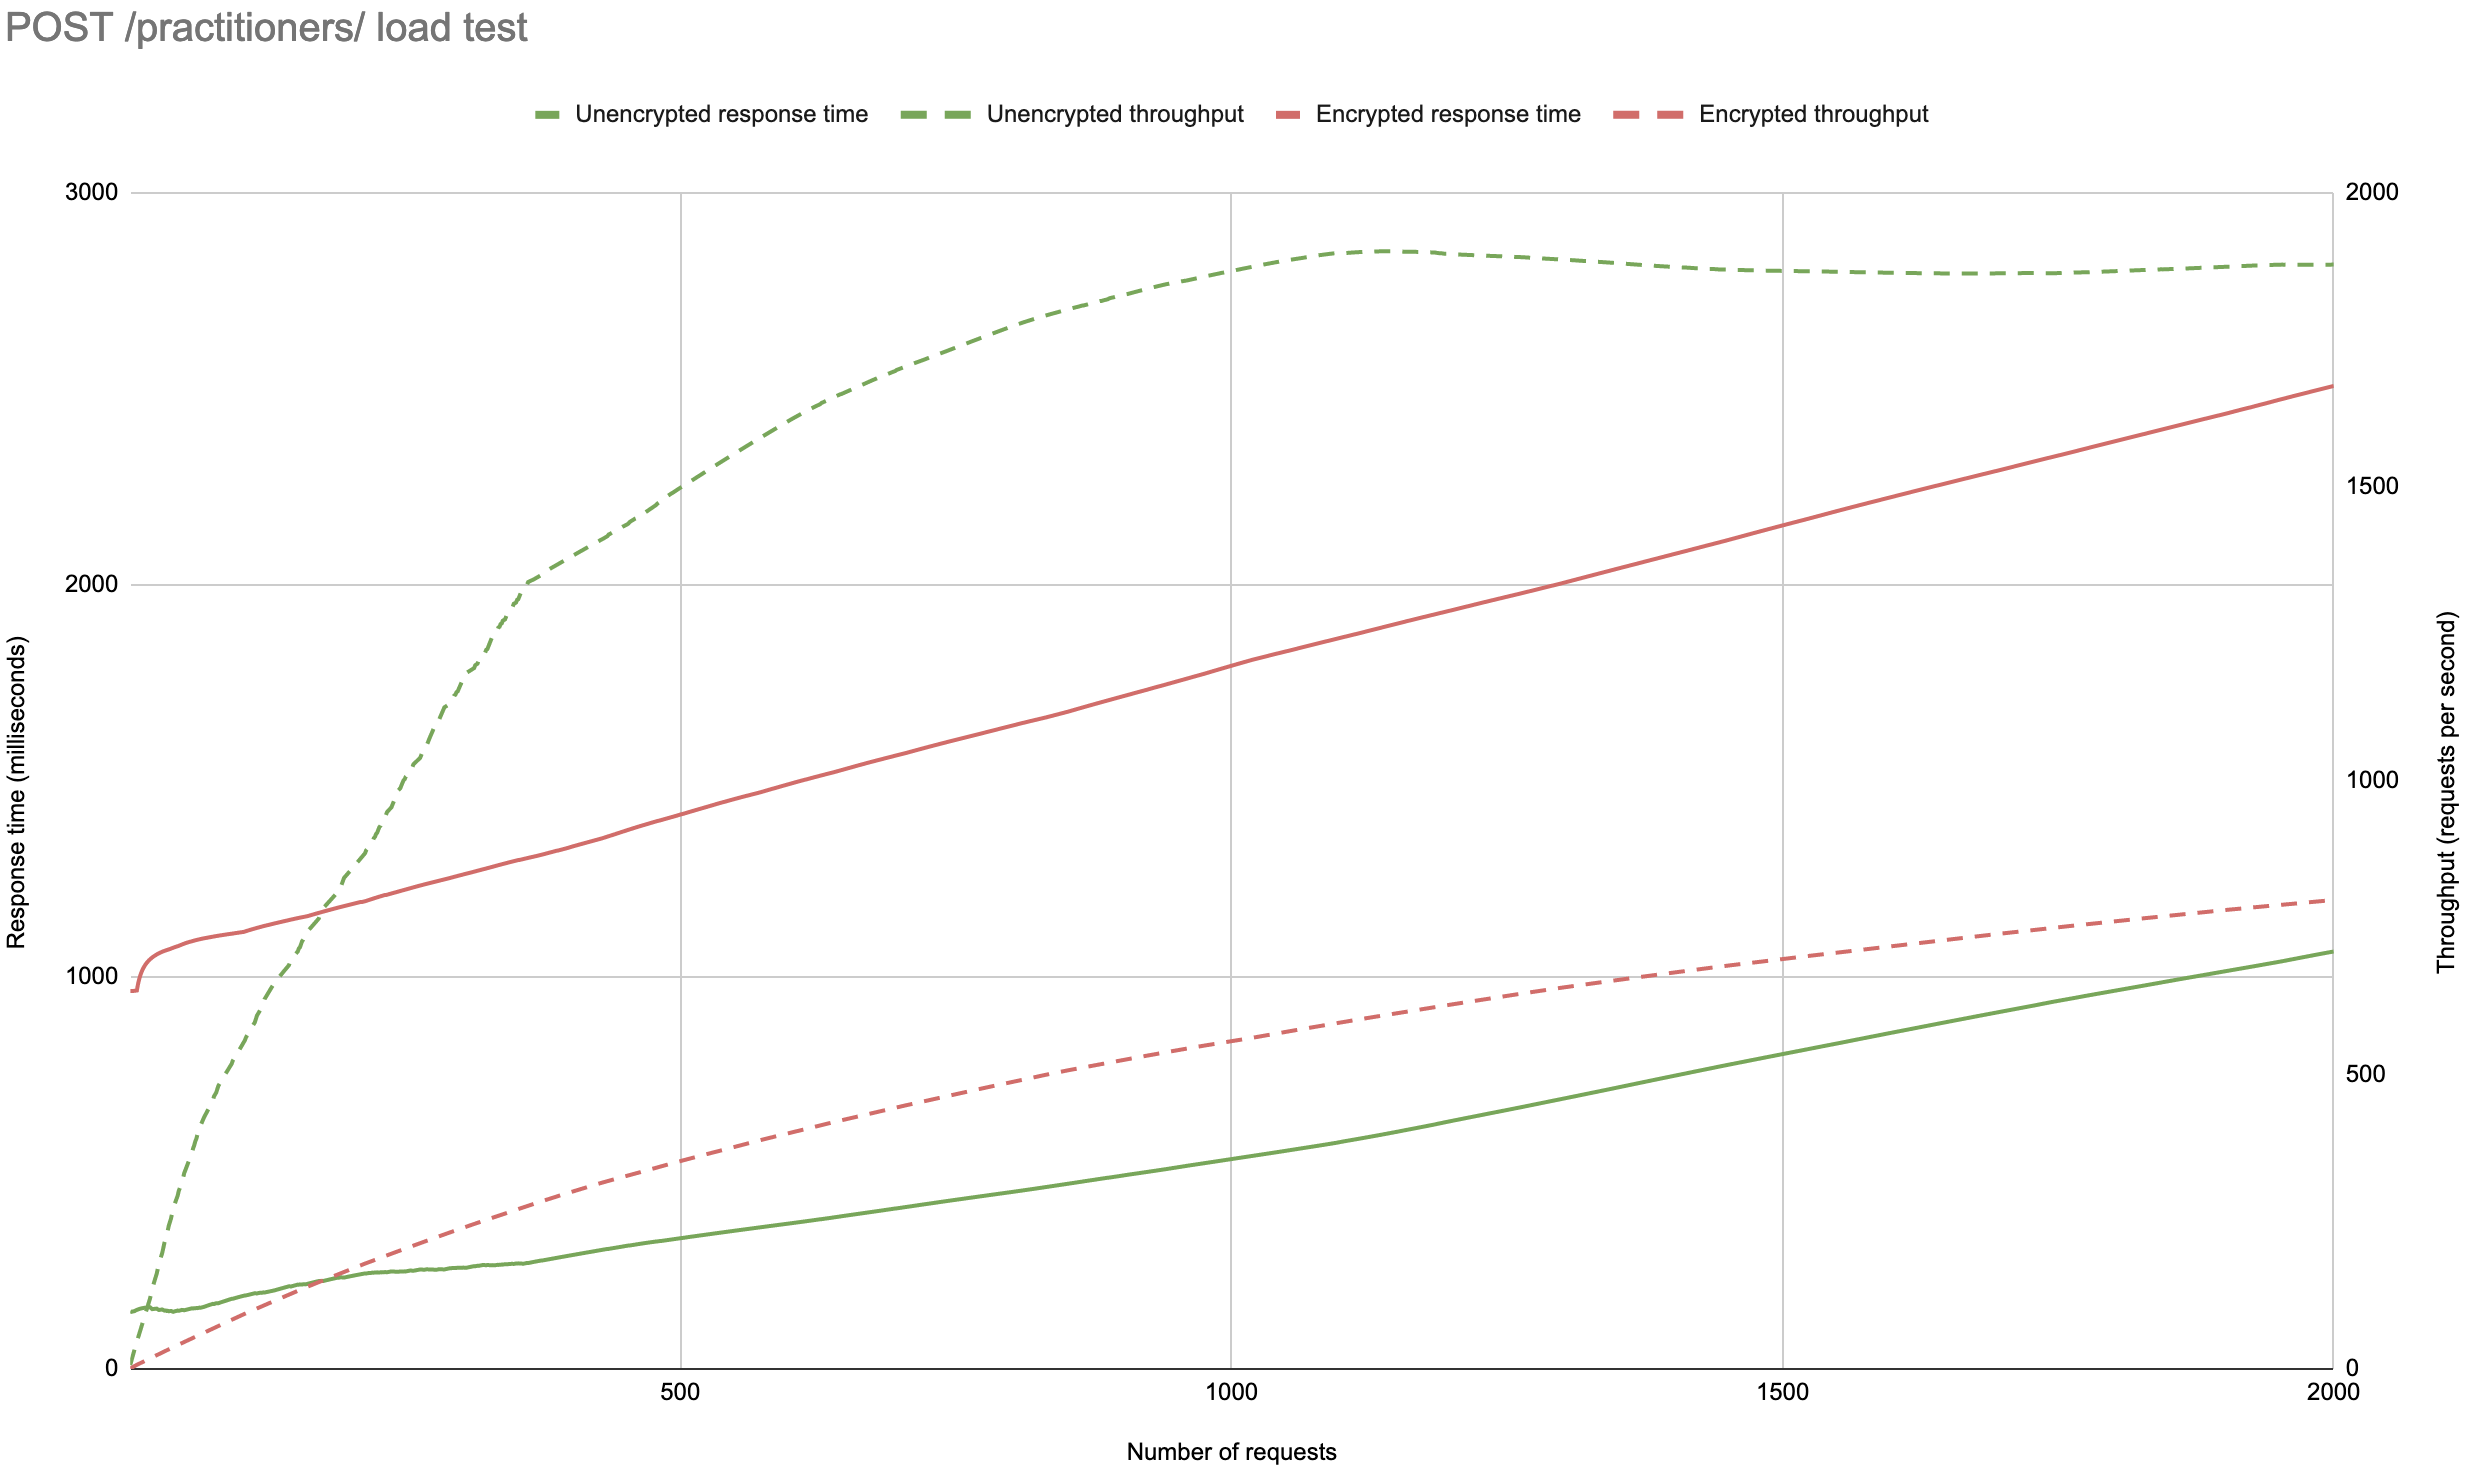 POST /practitioners/ load test
Unencrypted response time
Unencrypted throughput
Encrypted response time
Encrypted throughput
3000
2000
1000
0
2000
1500
1000
500
0
Response time (milliseconds)
Throughput (requests per second)
500
1000
1500
2000
Number of requests